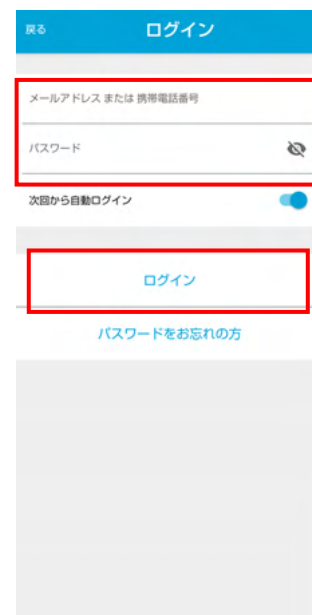 戻る ログイン
メールアドレス または 携帯電話番号
パスワード
次回から自動ログイン
ログイン
パスワードをお忘れの方